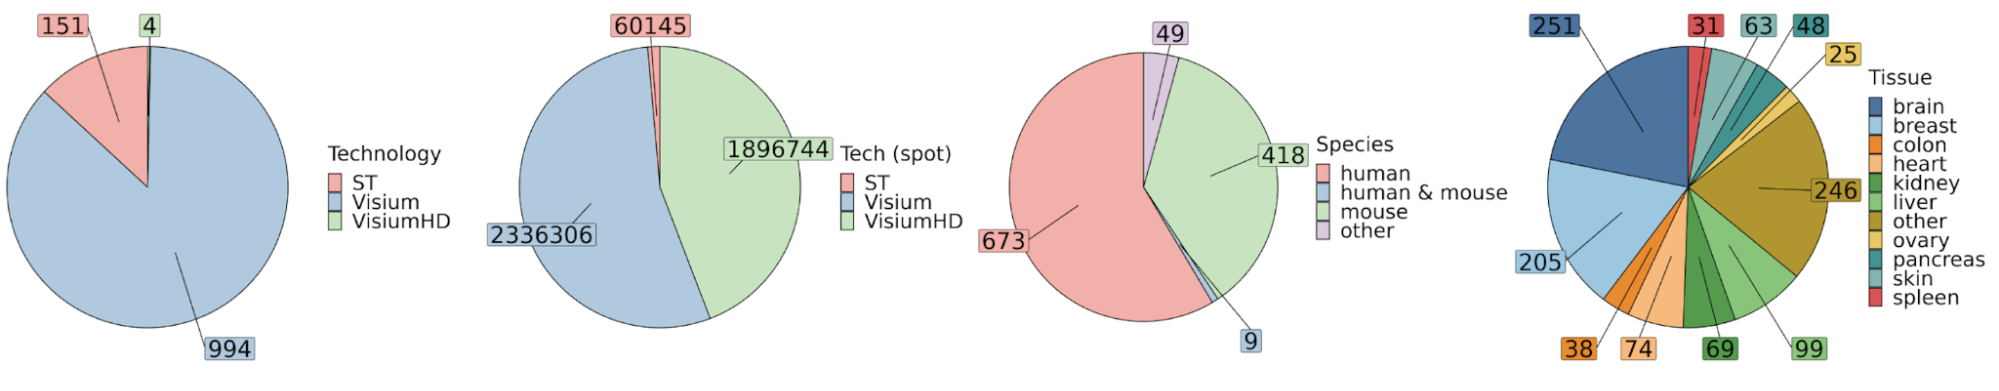 151
4
994
Technology
ST
Visium
VisiumHD
60145
1896744
2336306
Tech (spot)
ST
Visium
VisiumHD
49
418
673
9
Species
human
human & mouse
mouse
other
251
31
63
48
25
246
205
38
74
69
99
Tissue
brain
breast
colon
heart
kidney
liver
other
ovary
pancreas
skin
spleen